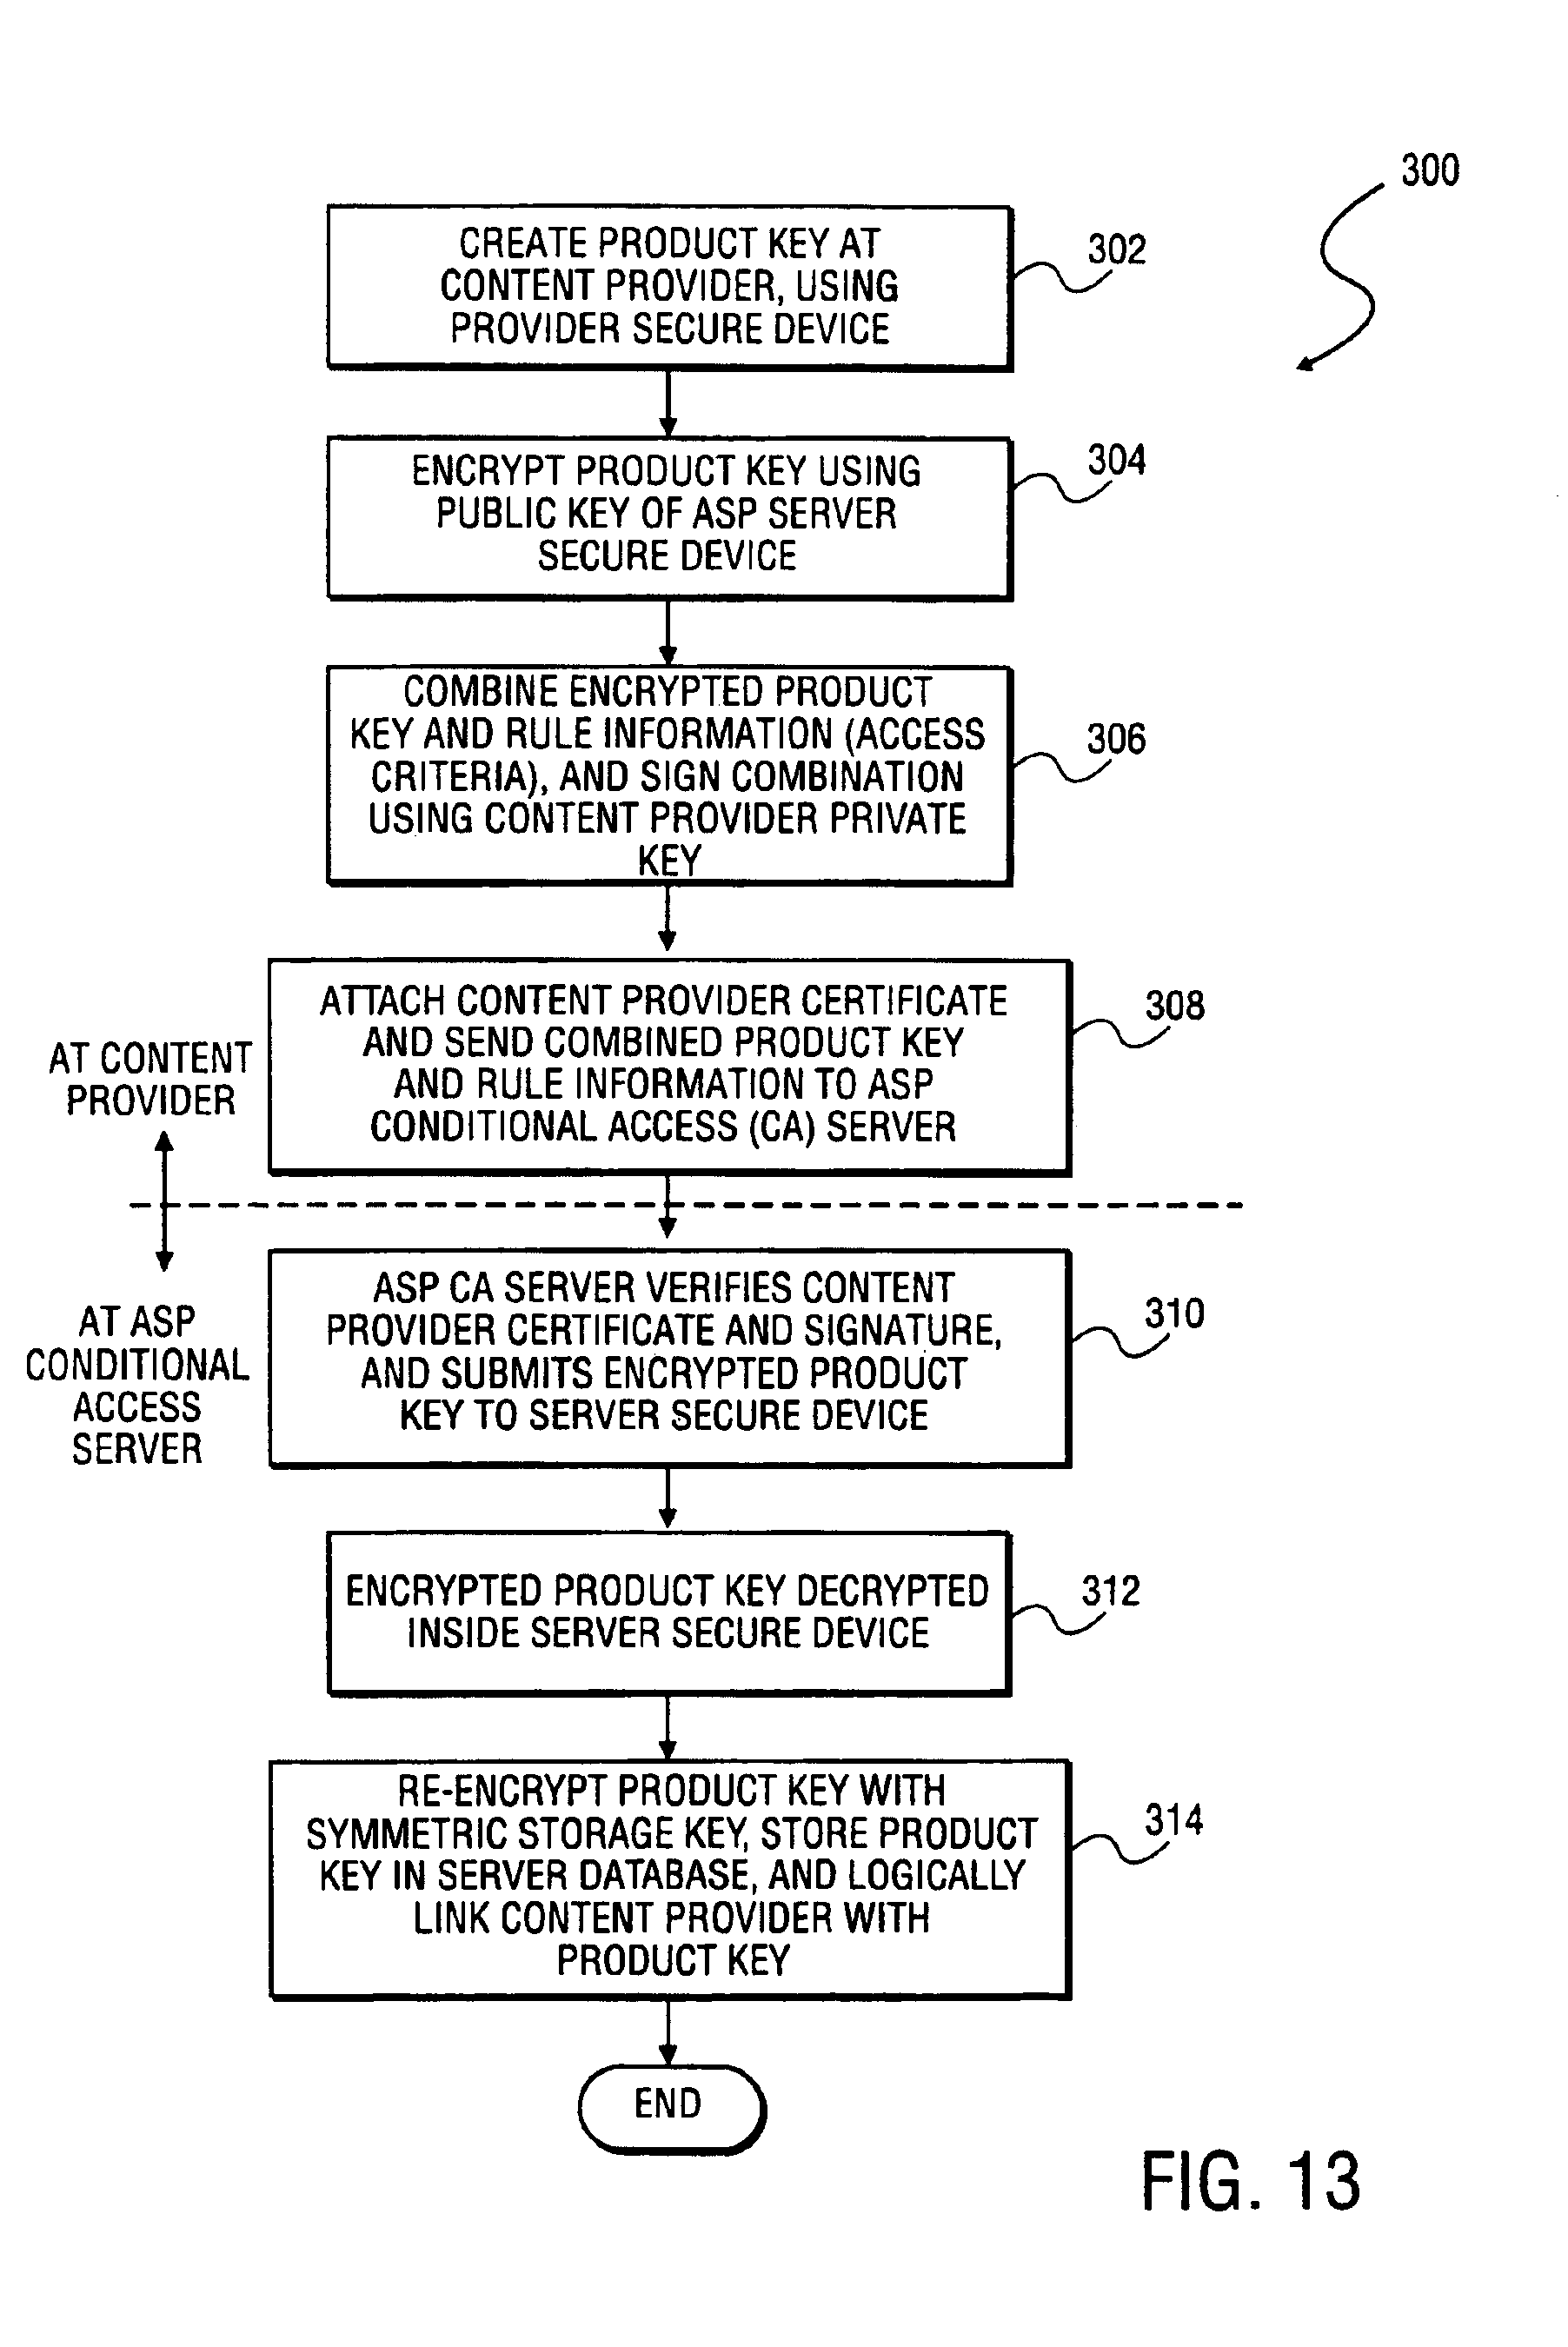 300
CREATE PRODUCT KEY AT
CONTENT PROVIDER, USING
PROVIDER SECURE DEVICE
302
ENCRYPT PRODUCT KEY USING
PUBLIC KEY OF ASP SERVER
SECURE DEVICE
304
COMBINE ENCRYPTED PRODUCT
KEY AND RULE INFORMATION (ACCESS
CRITERIA), AND SIGN COMBINATION
USING CONTENT PROVIDER PRIVATE
KEY
306
ATTACH CONTENT PROVIDER CERTIFICATE
AND SEND COMBINED PRODUCT KEY
AND RULE INFORMATION TO ASP
CONDITIONAL ACCESS (CA) SERVER
308
AT CONTENT
PROVIDER
AT ASP
CONDITIONAL
ACCESS
SERVER
ASP CA SERVER VERIFIES CONTENT
PROVIDER CERTIFICATE AND SIGNATURE,
AND SUBMITS ENCRYPTED PRODUCT
KEY TO SERVER SECURE DEVICE
310
ENCRYPTED PRODUCT KEY DECRYPTED
INSIDE SERVER SECURE DEVICE
312
RE-ENCRYPT PRODUCT KEY WITH
SYMMETRIC STORAGE KEY, STORE PRODUCT
KEY IN SERVER DATABASE, AND LOGICALLY
LINK CONTENT PROVIDER WITH
PRODUCT KEY
314
END
FIG. 13